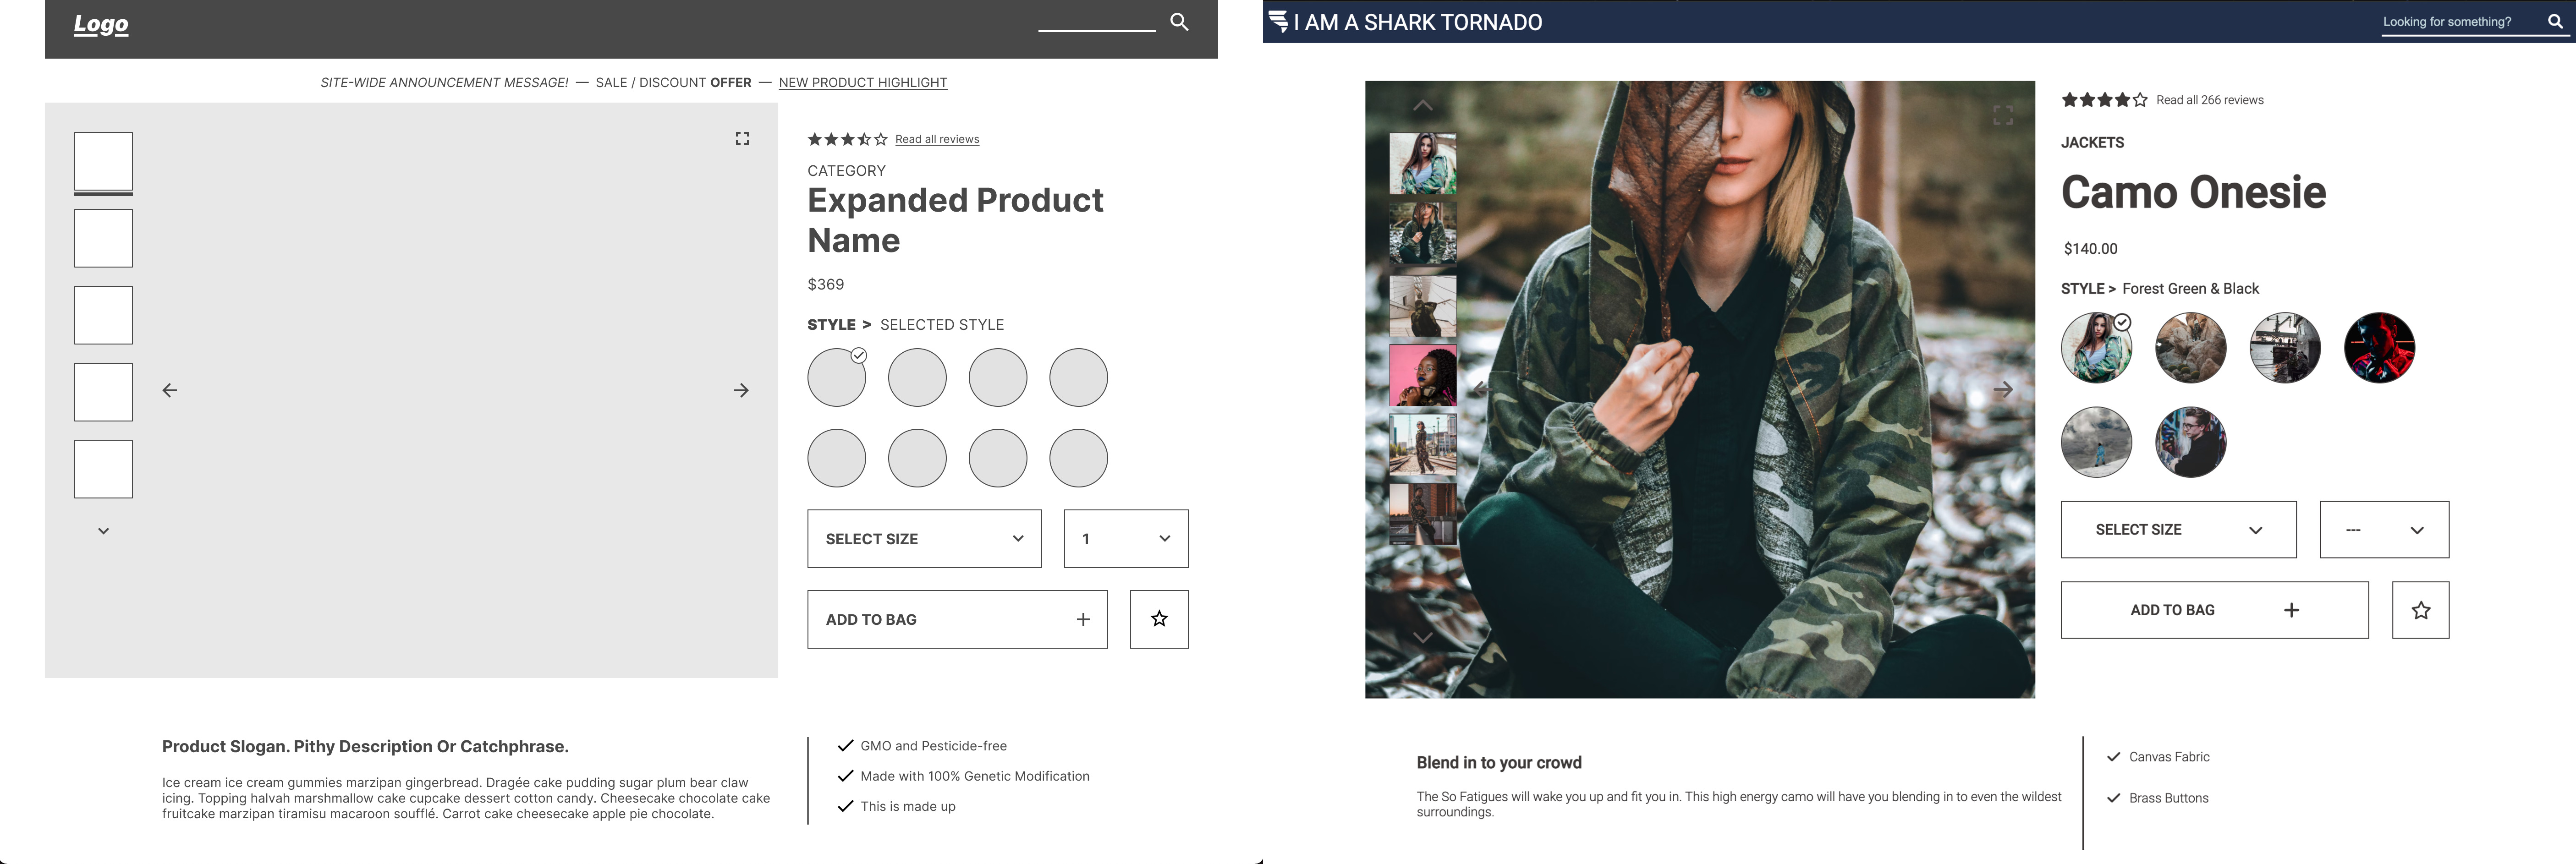 Logo
SITE-WIDE ANNOUNCEMENT MESSAGE! — SALE / DISCOUNT OFFER — NEW PRODUCT HIGHLIGHT
Read all reviews
CATEGORY
Expanded Product
Name
$369
STYLE > SELECTED STYLE
SELECT SIZE
1
ADD TO BAG
Product Slogan. Pithy Description Or Catchphrase.
Ice cream ice cream gummies marzipan gingerbread. Dragée cake pudding sugar plum bear claw
icing. Topping halvah marshmallow cake cupcake dessert cotton candy. Cheesecake chocolate cake
fruitcake marzipan tiramisu macaroon soufflé. Carrot cake cheesecake apple pie chocolate.
GMO and Pesticide-free
Made with 100% Genetic Modification
This is made up
I AM A SHARK TORNADO
Looking for something?
Read all 266 reviews
JACKETS
Camo Onesie
$140.00
STYLE > Forest Green & Black
SELECT SIZE
---
ADD TO BAG
Blend in to your crowd
The So Fatigues will wake you up and fit you in. This high energy camo will have you blending in to even the wildest
surroundings.
Canvas Fabric
Brass Buttons